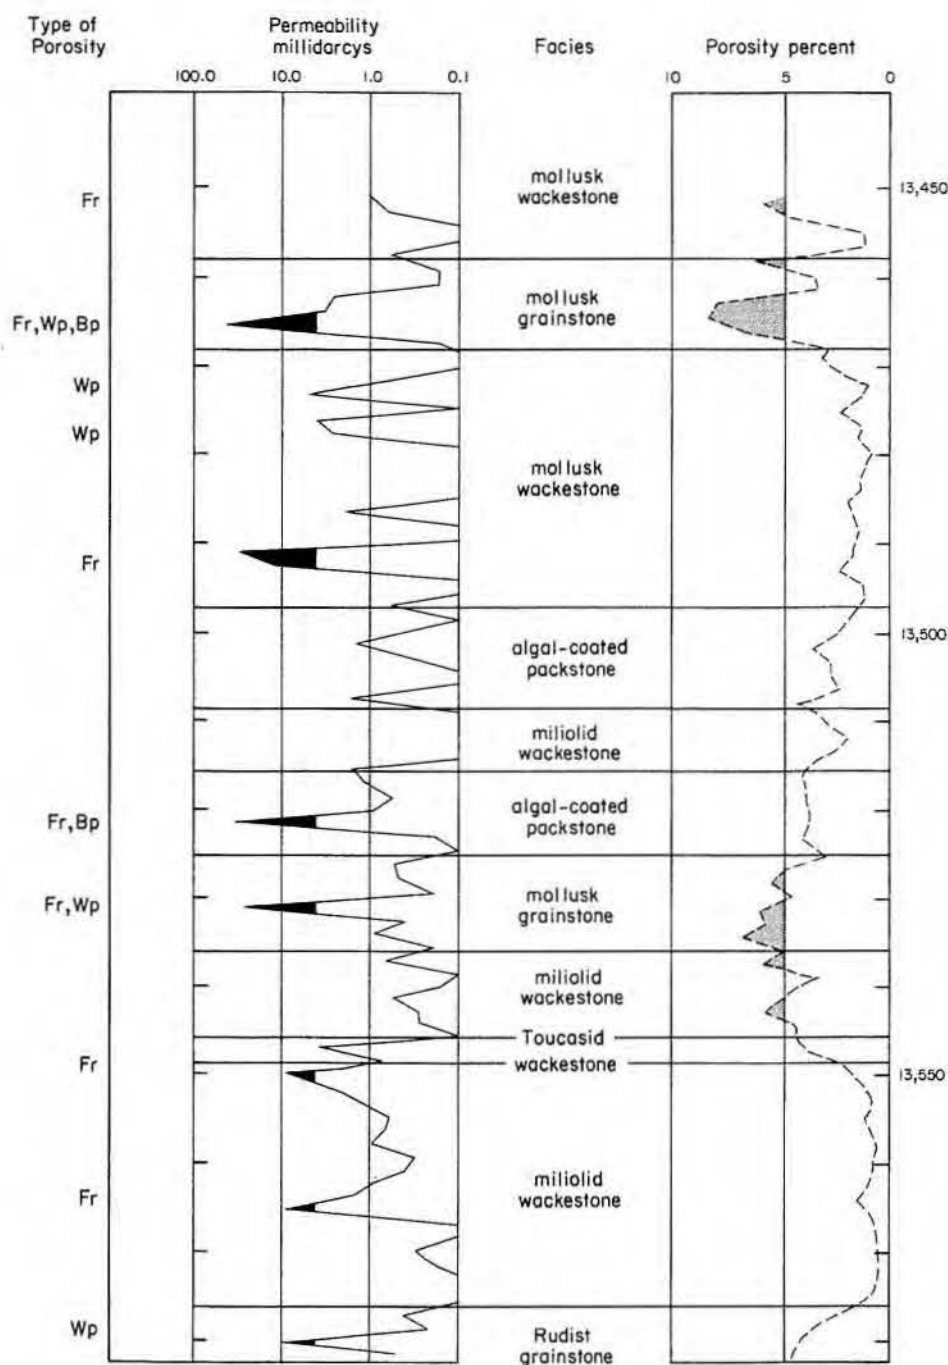 Type of
Porosity
Permeability
millidarcys
Facies
Porosity percent
100.0 10.0 1.0 0.1
10 5 0
Fr
mollusk
wackestone
13,450
Fr,Wp,Bp
mollusk
grainstone
Wp
Wp
mollusk
wackestone
Fr
algal-coated
packstone
13,500
miliolid
wackestone
Fr,Bp
algal-coated
packstone
Fr,Wp
mollusk
grainstone
miliolid
wackestone
Toucasid
wackestone
Fr
13,550
miliolid
wackestone
Fr
Wp
Rudist
grainstone